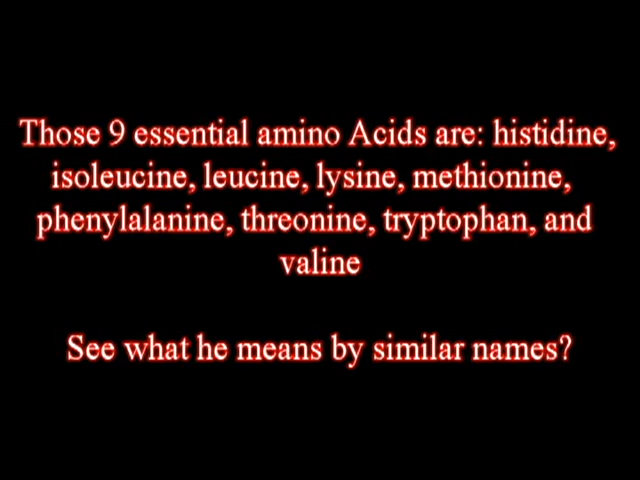 Those 9 essential amino Acids are: histidine,
isoleucine, leucine, lysine, methionine,
phenylalanine, threonine, tryptophan, and
valine
See what he means by similar names?